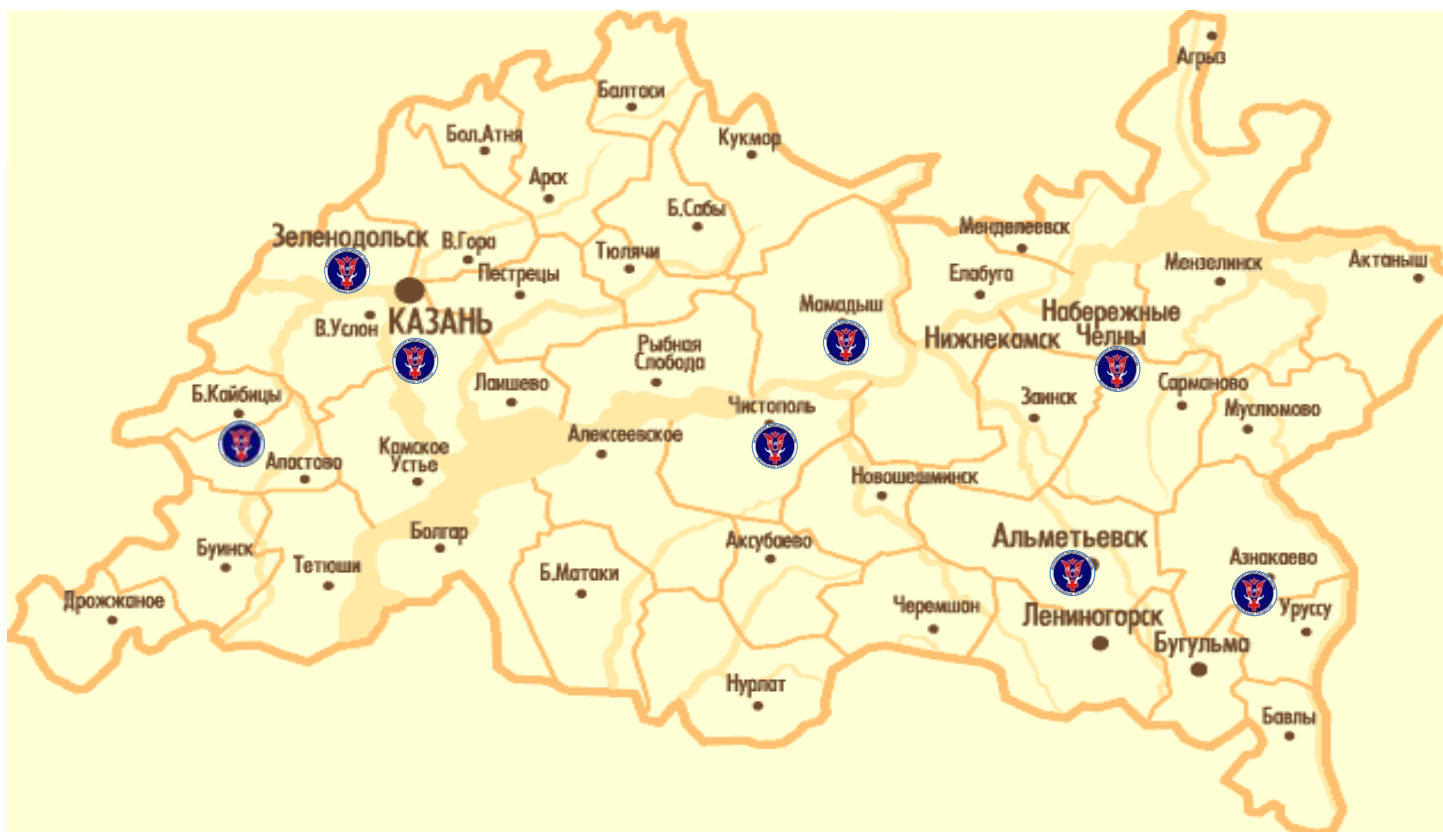 Агрыз
Балтаси
Бол.Атня
Кукмор
Арск
Б.Сабы
Менделеевск
Зеленодольск
В.Гора
Тюлячи
Мензелинск
Актаныш
Пестрецы
Елабуга
Мамадыш
Набережные
Челны
В.Услон
КАЗАНЬ
Нижнекамск
Рыбная
Слобода
Лаишево
Сарманово
Б.Кайбицы
Заинск
Чистополь
Муслюмово
Алексеевское
Камское
Устье
Апастово
Новошешминск
Болгар
Альметьевск
Аксубаево
Буинск
Азнакаево
Тетюши
Б.Матаки
Дрожжаное
Черемшан
Уруссу
Лениногорск
Бугульма
Нурлат
Бавлы